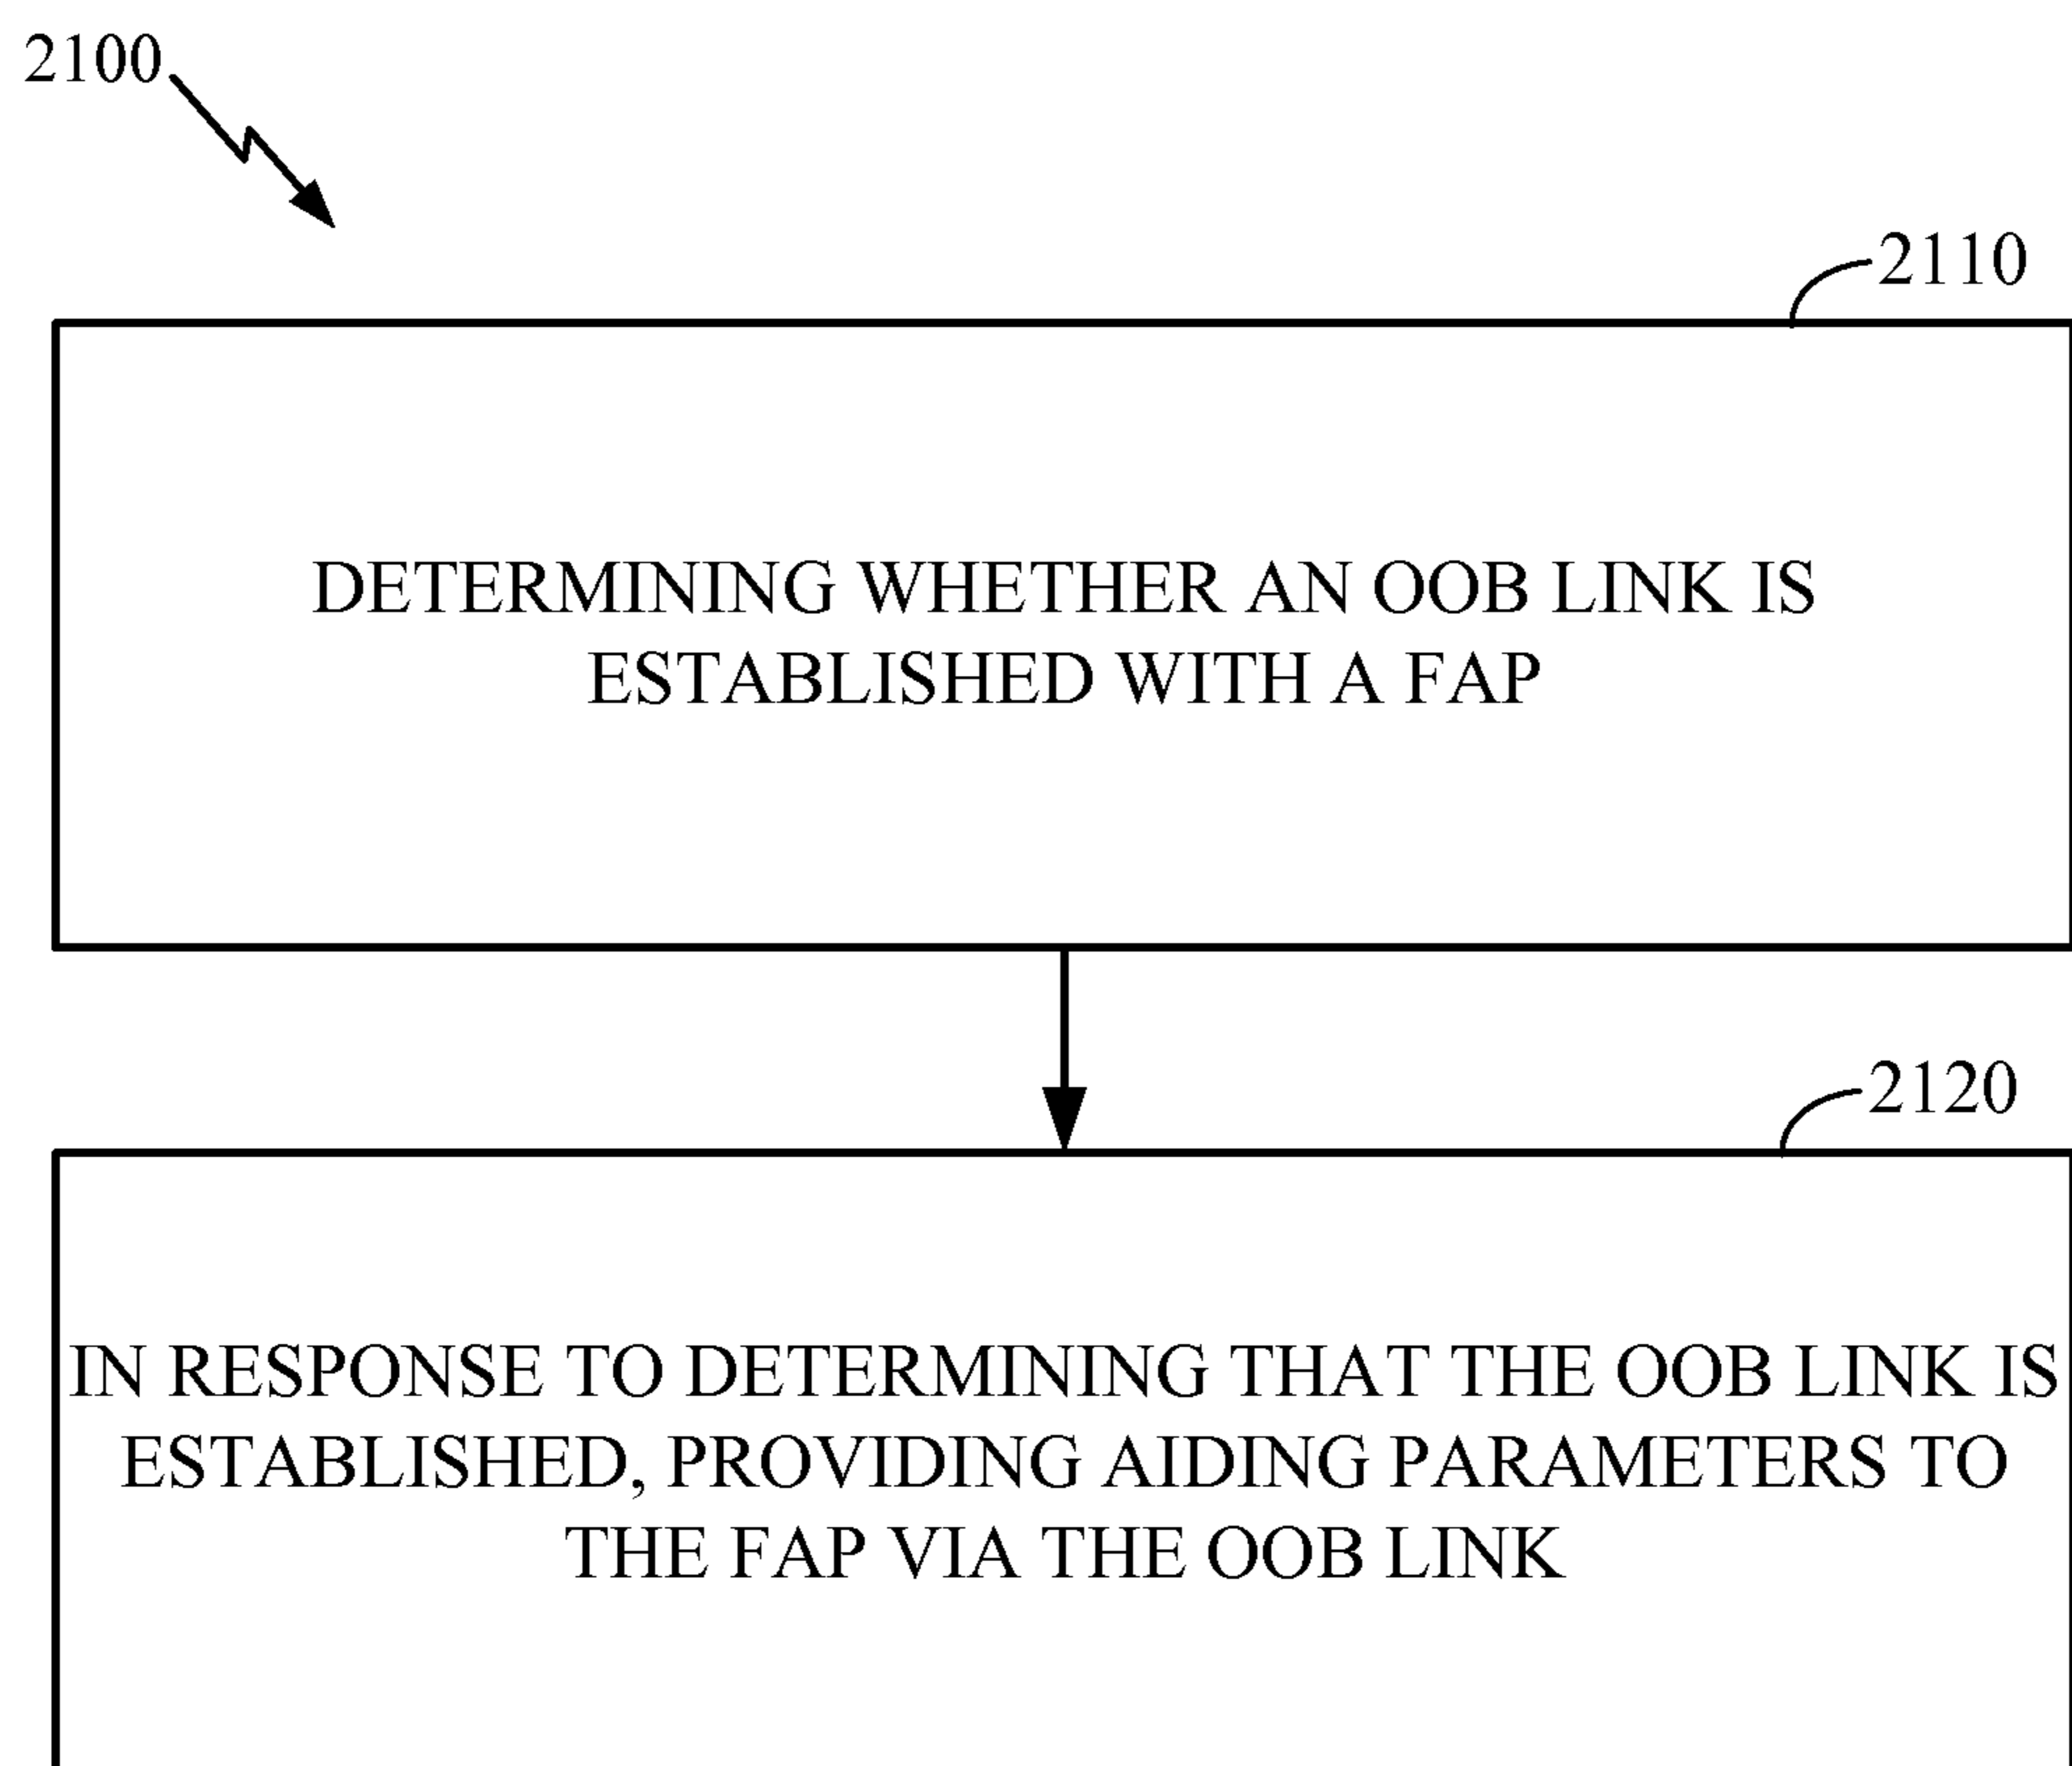 2100
2110
DETERMINING WHETHER AN OOB LINK IS
ESTABLISHED WITH A FAP
2120
IN RESPONSE TO DETERMINING THAT THE OOB LINK IS
ESTABLISHED, PROVIDING AIDING PARAMETERS TO
THE FAP VIA THE OOB LINK